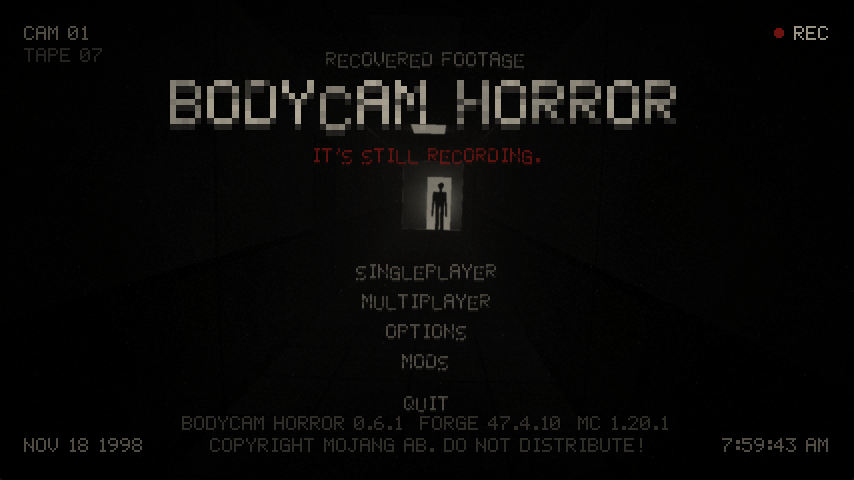 CAM 01
REC
TAPE 07
RECOVERED FOOTAGE
BODYCAM HORROR
IT'S STILL RECORDING.
SINGLEPLAYER
MULTIPLAYER
OPTIONS
MODS
QUIT
BODYCAM HORROR 0.6.1 FORGE 47.4.10 MC 1.20.1
NOV 18 1998
COPYRIGHT MOJANG AB. DO NOT DISTRIBUTE!
7:59:43 AM